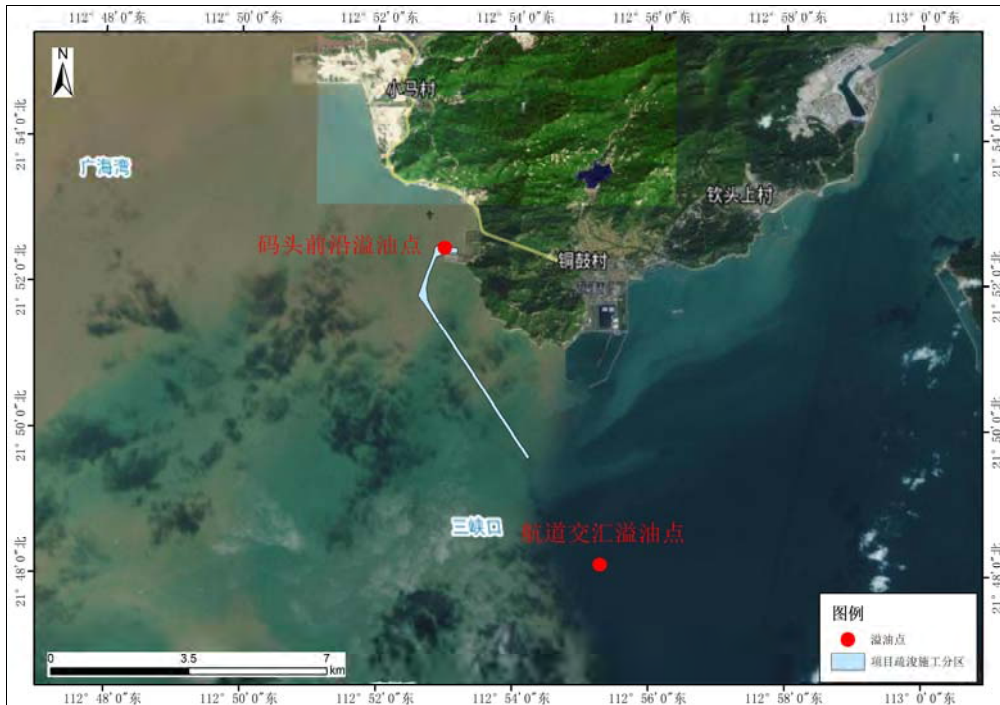 112° 48′ 0″东
112° 50′ 0″东
112° 52′ 0″东
112° 54′ 0″东
112° 56′ 0″东
112° 58′ 0″东
113° 0′ 0″东
N
小马村
21° 54′ 0″北
21° 54′ 0″北
广海湾
钦头上村
码头前沿溢油点
铜鼓村
21° 52′ 0″北
21° 52′ 0″北
21° 50′ 0″北
21° 50′ 0″北
三峡口
航道交汇溢油点
21° 48′ 0″北
21° 48′ 0″北
图例
溢油点
项目疏浚施工分区
0 3.5 7
km
112° 48′ 0″东
112° 50′ 0″东
112° 52′ 0″东
112° 54′ 0″东
112° 56′ 0″东
112° 58′ 0″东
113° 0′ 0″东